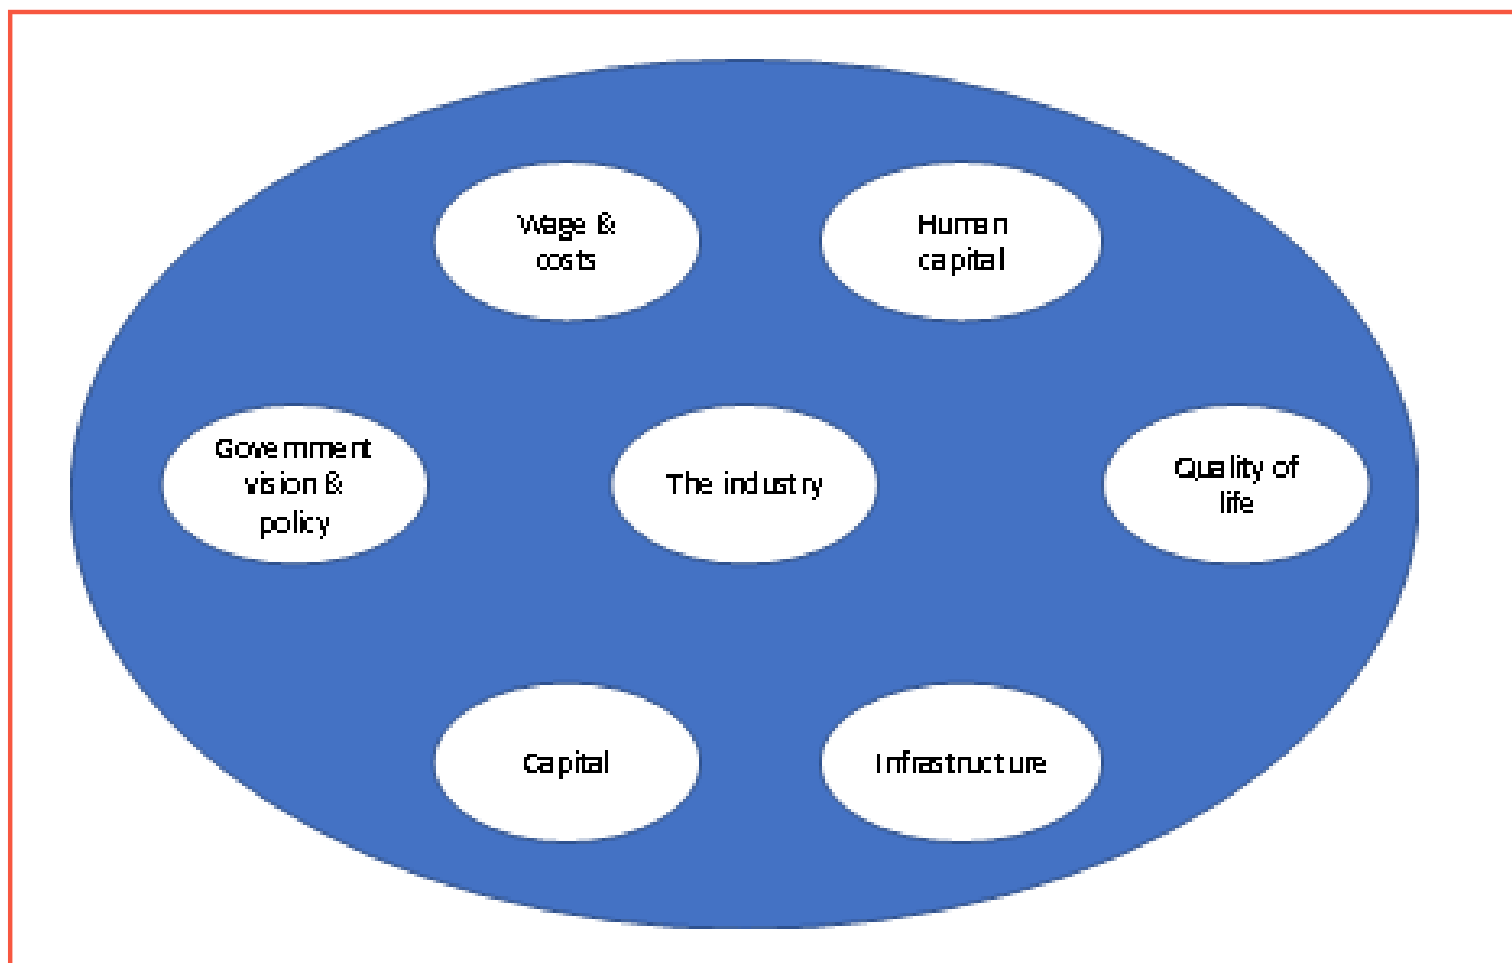 Wage &
costs
Human
capital
Government
vision &
policy
The industry
Quality of
life
Capital
Infrastructure